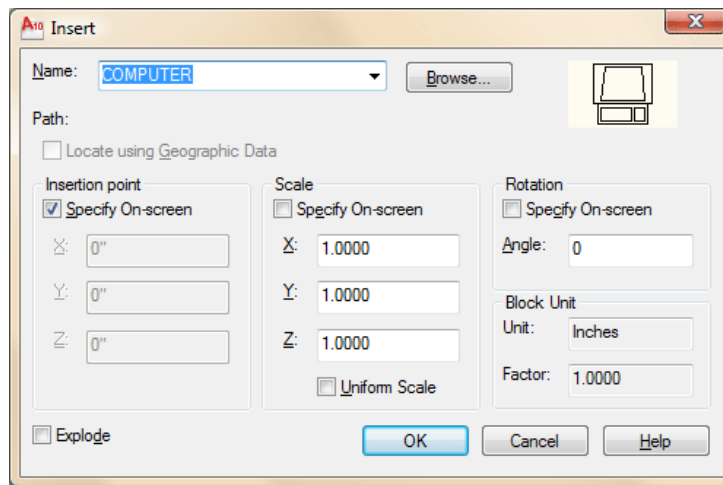 A10 Insert
Name: COMPUTER Browse...
Path:
Locate using Geographic Data
Insertion point
Specify On-screen
X: 0"
Y: 0"
Z: 0"
Scale
Specify On-screen
X: 1.0000
Y: 1.0000
Z: 1.0000
Uniform Scale
Rotation
Specify On-screen
Angle: 0
Block Unit
Unit: Inches
Factor: 1.0000
Explode
OK Cancel Help